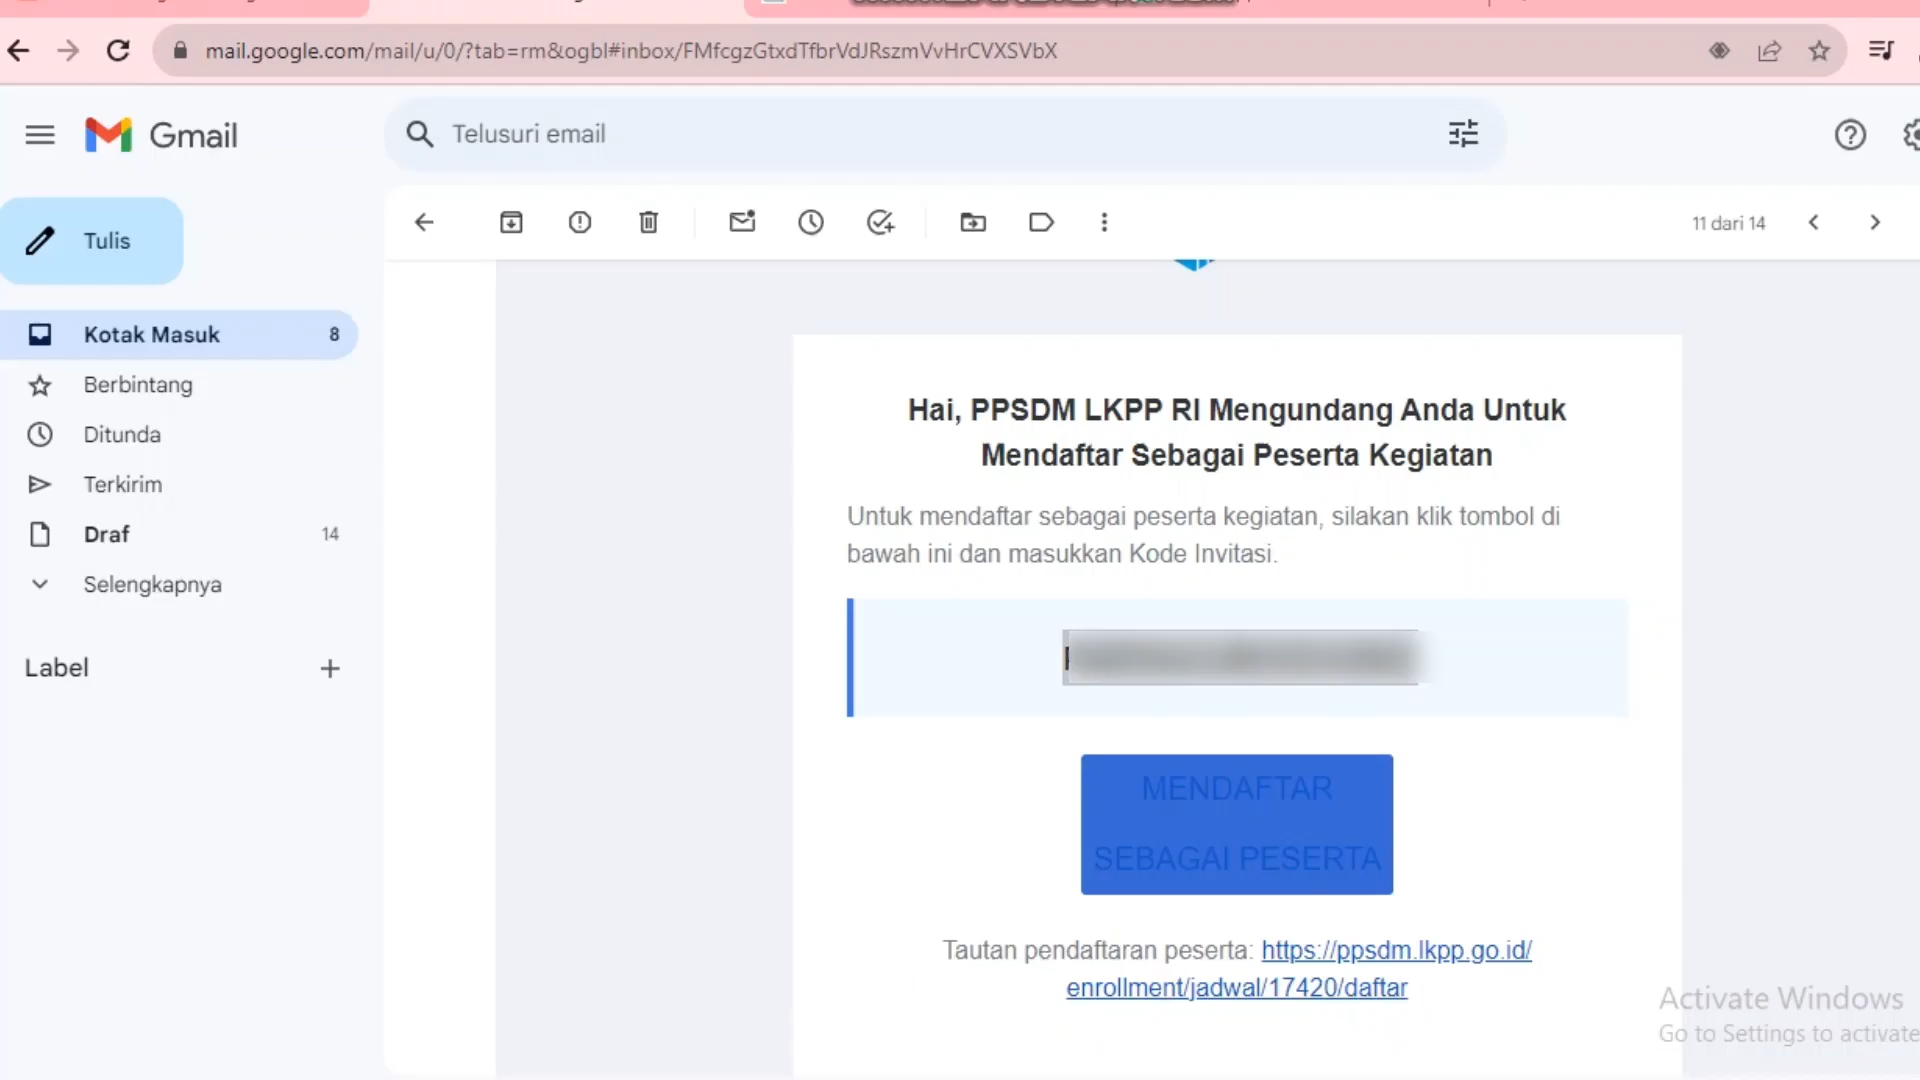 mail.google.com/mail/u/0/?tab=rm&ogbl#inbox/FMfcgzGtxdTfbrVdJRszmVvHrCVXSVbX
Gmail
Telusuri email
Tulis
11 dari 14
Kotak Masuk 8
Berbintang
Ditunda
Terkirim
Draf 14
Selengkapnya
Label
Hai, PPSDM LKPP RI Mengundang Anda Untuk
Mendaftar Sebagai Peserta Kegiatan
Untuk mendaftar sebagai peserta kegiatan, silakan klik tombol di
bawah ini dan masukkan Kode Invitasi.
MENDAFTAR
SEBAGAI PESERTA
Tautan pendaftaran peserta: https://ppsdm.lkpp.go.id/
enrollment/jadwal/17420/daftar
Activate Windows
Go to Settings to activate